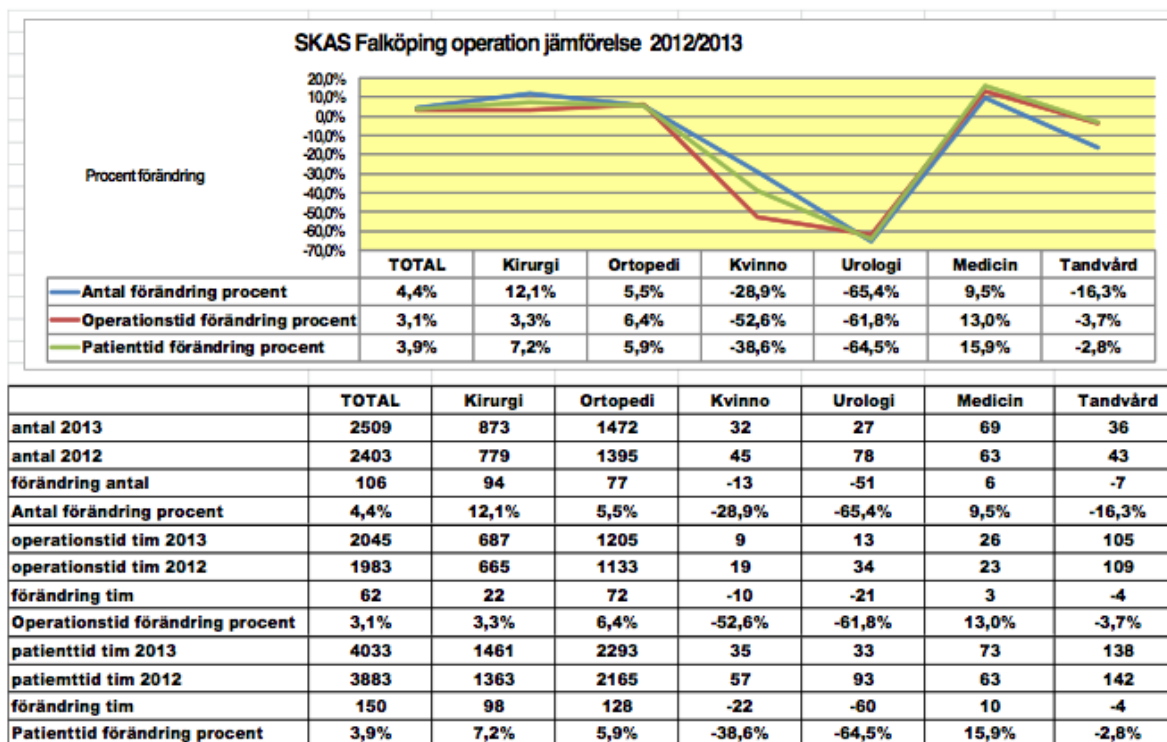 SKAS Falköping operation jämförelse 2012/2013
20,0%
10,0%
0,0%
-10,0%
-20,0%
-30,0%
-40,0%
-50,0%
-60,0%
-70,0%
Procent förändring
TOTAL Kirurgi Ortopedi Kvinno Urologi Medicin Tandvård
Antal förändring procent 4,4% 12,1% 5,5% -28,9% -65,4% 9,5% -16,3%
Operationstid förändring procent 3,1% 3,3% 6,4% -52,6% -61,8% 13,0% -3,7%
Patienttid förändring procent 3,9% 7,2% 5,9% -38,6% -64,5% 15,9% -2,8%
TOTAL Kirurgi Ortopedi Kvinno Urologi Medicin Tandvård
antal 2013 2509 873 1472 32 27 69 36
antal 2012 2403 779 1395 45 78 63 43
förändring antal 106 94 77 -13 -51 6 -7
Antal förändring procent 4,4% 12,1% 5,5% -28,9% -65,4% 9,5% -16,3%
operationstid tim 2013 2045 687 1205 9 13 26 105
operationstid tim 2012 1983 665 1133 19 34 23 109
förändring tim 62 22 72 -10 -21 3 -4
Operationstid förändring procent 3,1% 3,3% 6,4% -52,6% -61,8% 13,0% -3,7%
patienttid tim 2013 4033 1461 2293 35 33 73 138
patiemttid tim 2012 3883 1363 2165 57 93 63 142
förändring tim 150 98 128 -22 -60 10 -4
Patienttid förändring procent 3,9% 7,2% 5,9% -38,6% -64,5% 15,9% -2,8%